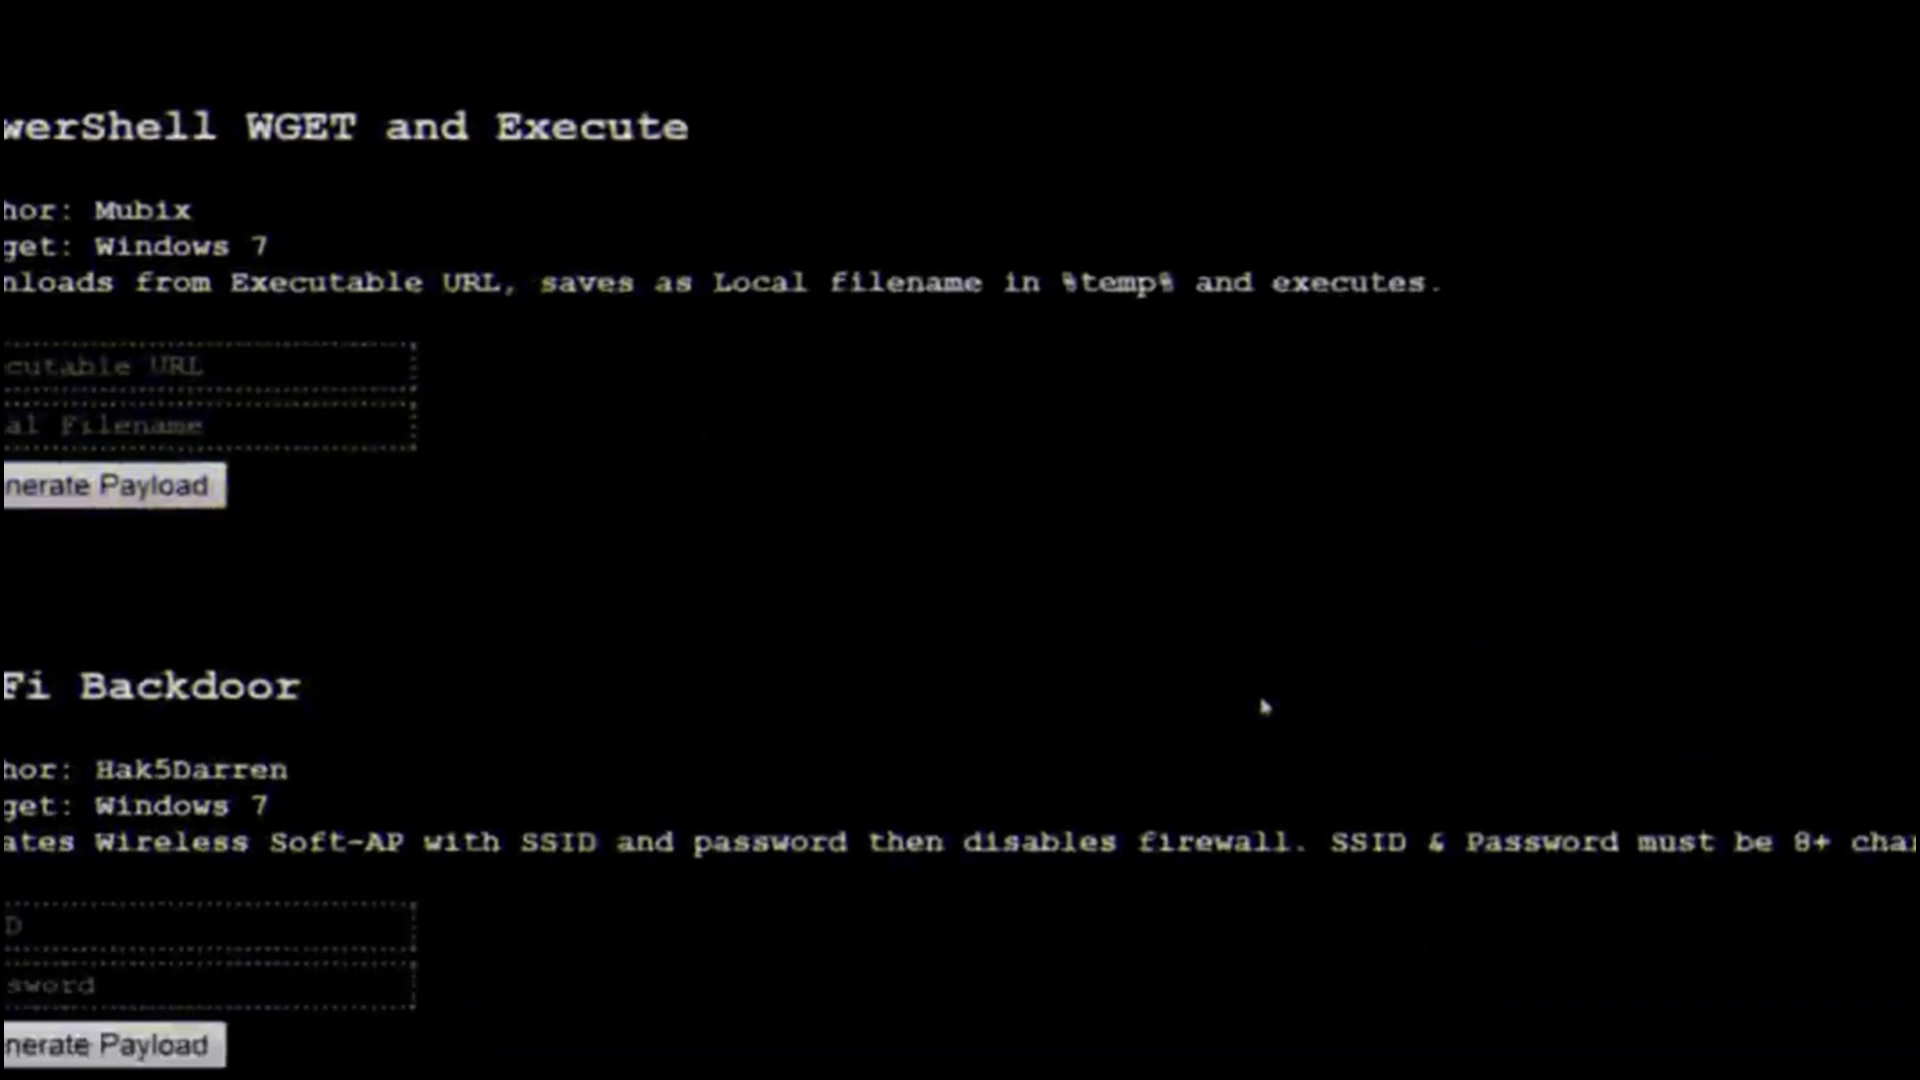 werShell WGET and Execute
hor: Mubix
get: Windows 7
nloads from Executable URL, saves as Local filename in %temp% and executes.
cutable URL
al Filename
nerate Payload
Fi Backdoor
hor: Hak5Darren
get: Windows 7
ates Wireless Soft-AP with SSID and password then disables firewall. SSID & Password must be 8+ char
D
sword
nerate Payload